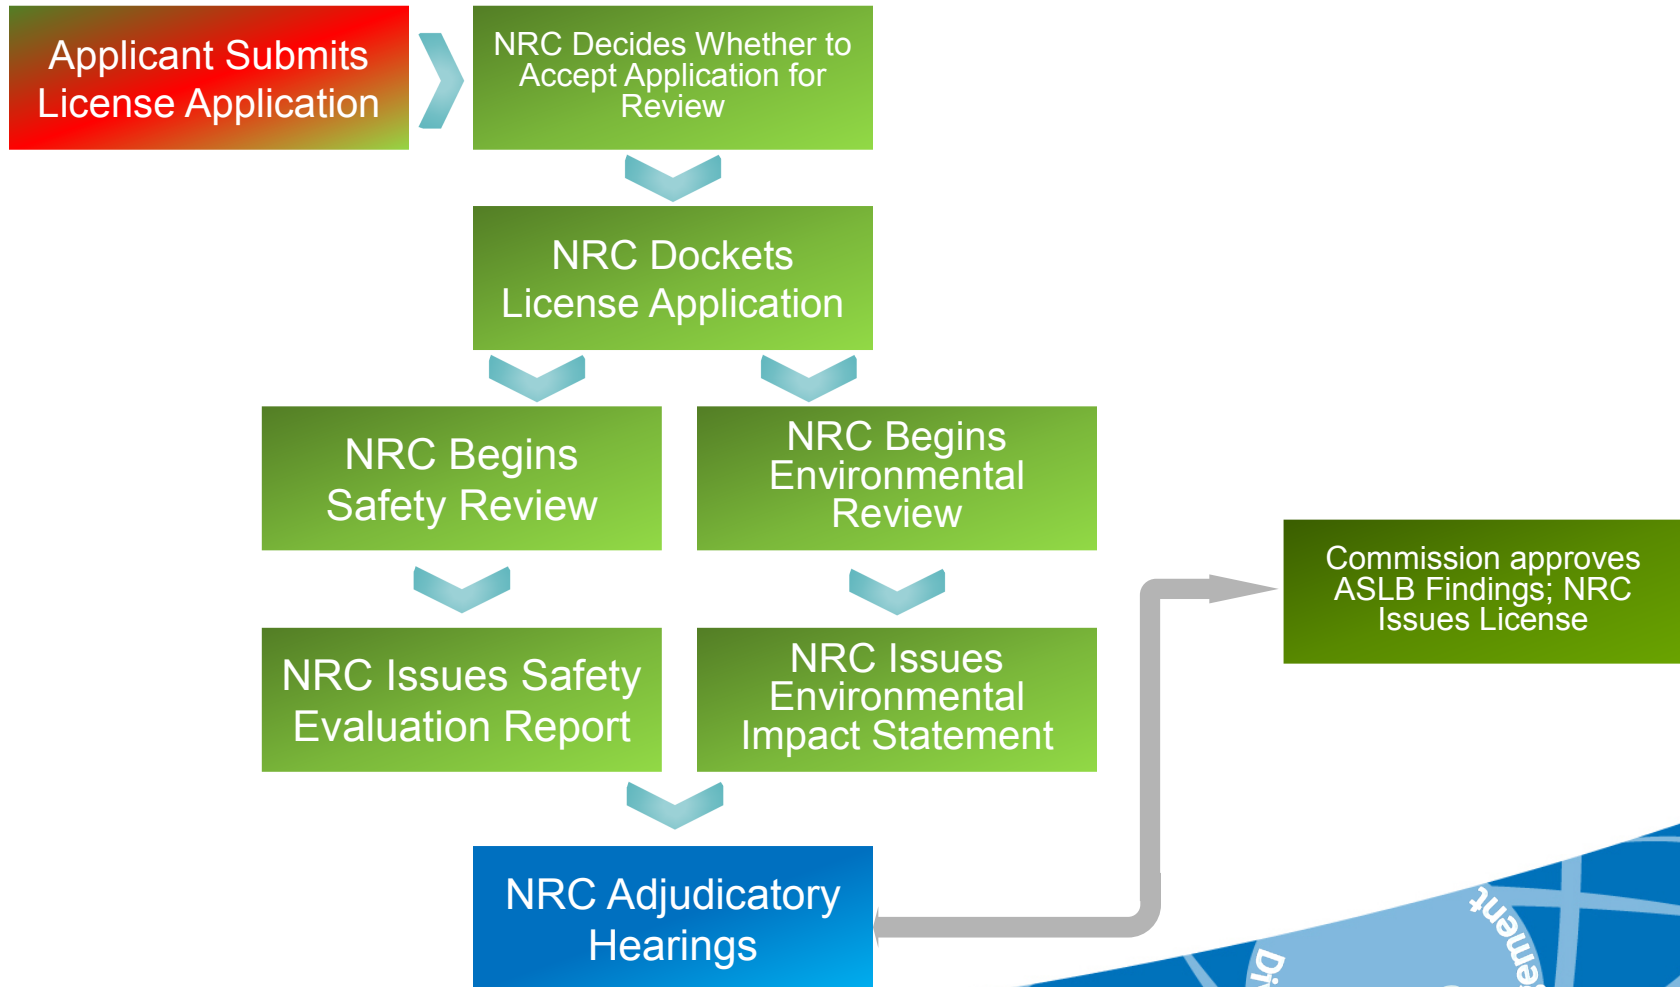 Applicant Submits
License Application
NRC Decides Whether to
Accept Application for
Review
NRC Dockets
License Application
NRC Begins
Safety Review
NRC Begins
Environmental
Review
NRC Issues Safety
Evaluation Report
NRC Issues
Environmental
Impact Statement
Commission approves
ASLB Findings; NRC
Issues License
NRC Adjudicatory
Hearings